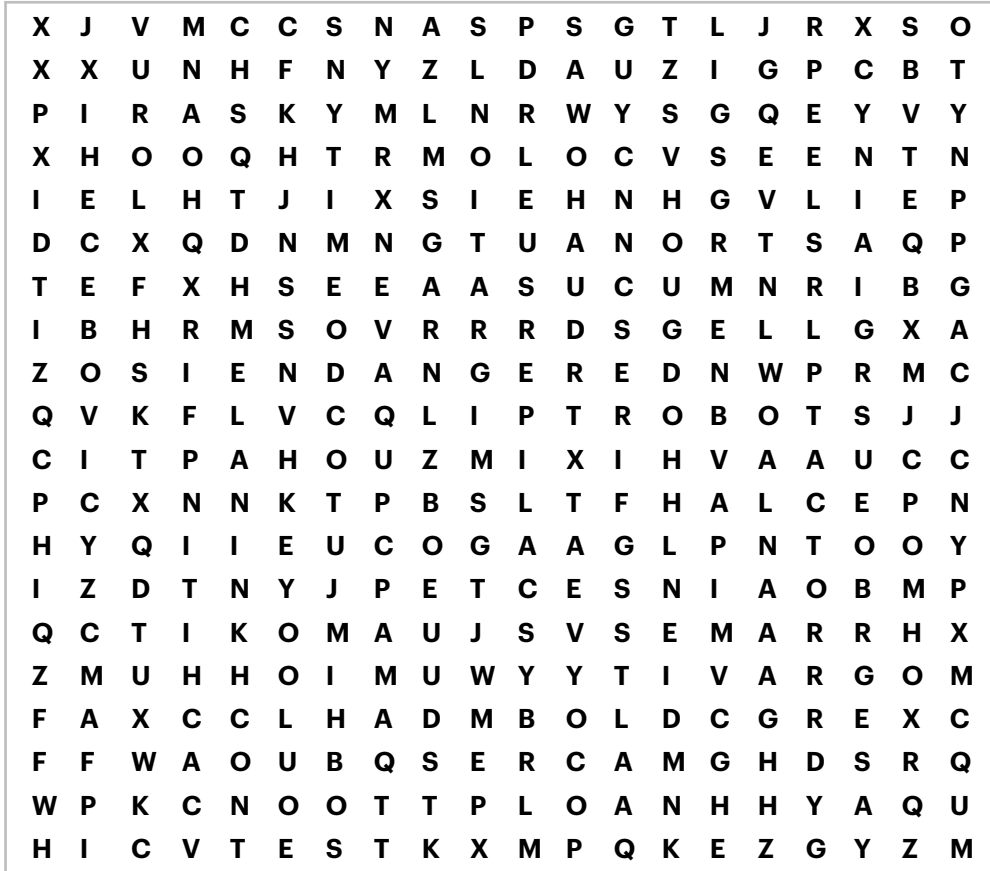 X J V M C C S N A S P S G T L J R X S O
X X U N H F N Y Z L D A U Z I G P C B T
P I R A S K Y M L N R W Y S G Q E Y V Y
X H O O Q H T R M O L O C V S E E N T N
I E L H T J I X S I E H N H G V L I E P
D C X Q D N M N G T U A N O R T S A Q P
T E F X H S E E A A S U C U M N R I B G
I B H R M S O V R R R D S G E L L G X A
Z O S I E N D A N G E R E D N W P R M C
Q V K F L V C Q L I P T R O B O T S J J
C I T P A H O U Z M I X I H V A A U C C
P C X N N K T P B S L T F H A L C E P N
H Y Q I I E U C O G A A G L P N T O O Y
I Z D T N Y J P E T C E S N I A O B M P
Q C T I K O M A U J S V S E M A R R H X
Z M U H H O I M U W Y Y T I V A R G O M
F A X C C L H A D M B O L D C G R E X C
F F W A O U B Q S E R C A M G H D S R Q
W P K C N O O T T P L O A N H H Y A Q U
H I C V T E S T K X M P Q K E Z G Y Z M